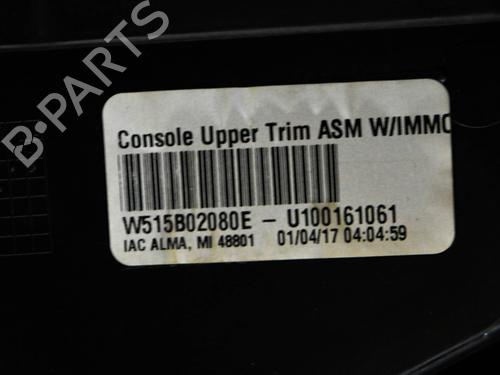 B-PARTS
Console Upper Trim ASM W/IMMO
W515B02080E - U100161061
IAC ALMA, MI 48801 01/04/17 04:04:59